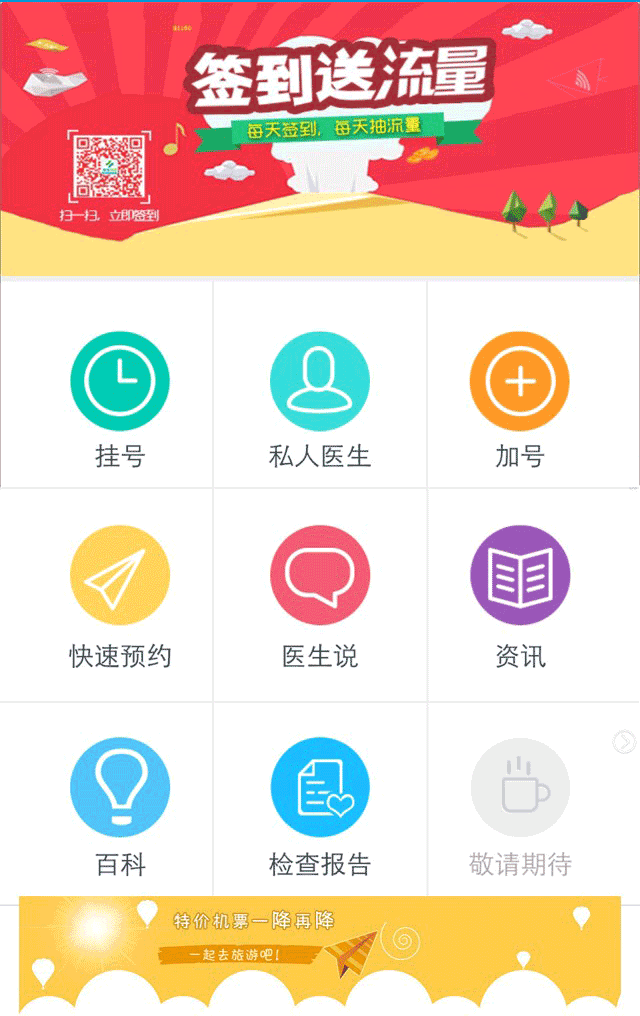 签到送流量
每天签到，每天抽流量
扫一扫，立即签到
挂号
私人医生
加号
快速预约
医生说
资讯
百科
检查报告
敬请期待
特价机票一降再降
一起去旅游吧！